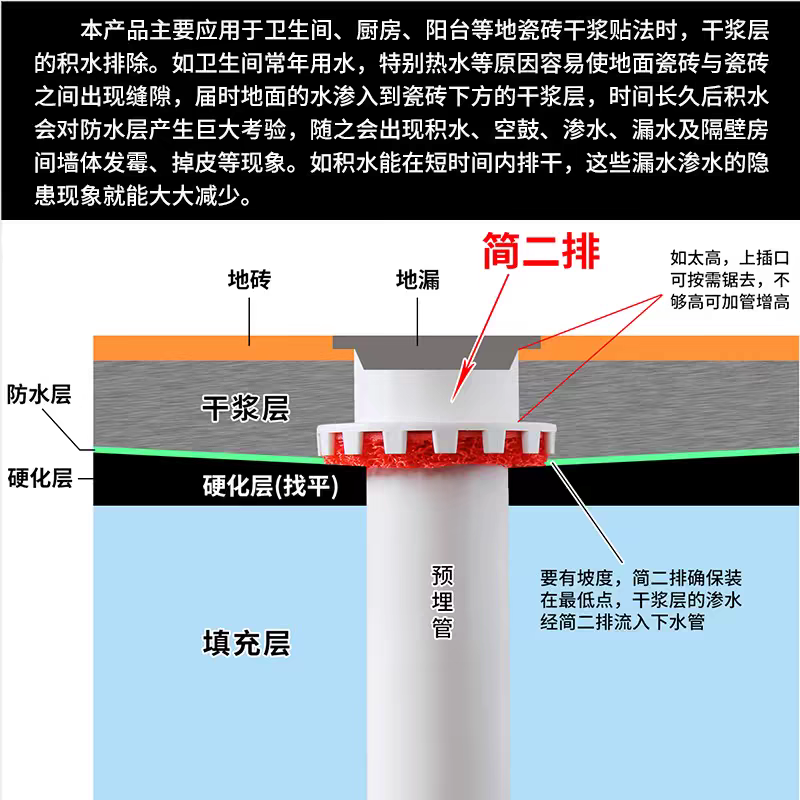 本产品主要应用于卫生间、厨房、阳台等地瓷砖干浆贴法时，干浆层
的积水排除。如卫生间常年用水，特别热水等原因容易使地面瓷砖与瓷砖
之间出现缝隙，届时地面的水渗入到瓷砖下方的干浆层，时间长久后积水
会对防水层产生巨大考验，随之会出现积水、空鼓、渗水、漏水及隔壁房
间墙体发霉、掉皮等现象。如积水能在短时间内排干，这些漏水渗水的隐
患现象就能大大减少。
简二排
如太高，上插口
可按需锯去，不
够高可加管增高
地砖
地漏
防水层
干浆层
硬化层
硬化层(找平)
预埋管
要有坡度，简二排确保装
在最低点，干浆层的渗水
经简二排流入下水管
填充层